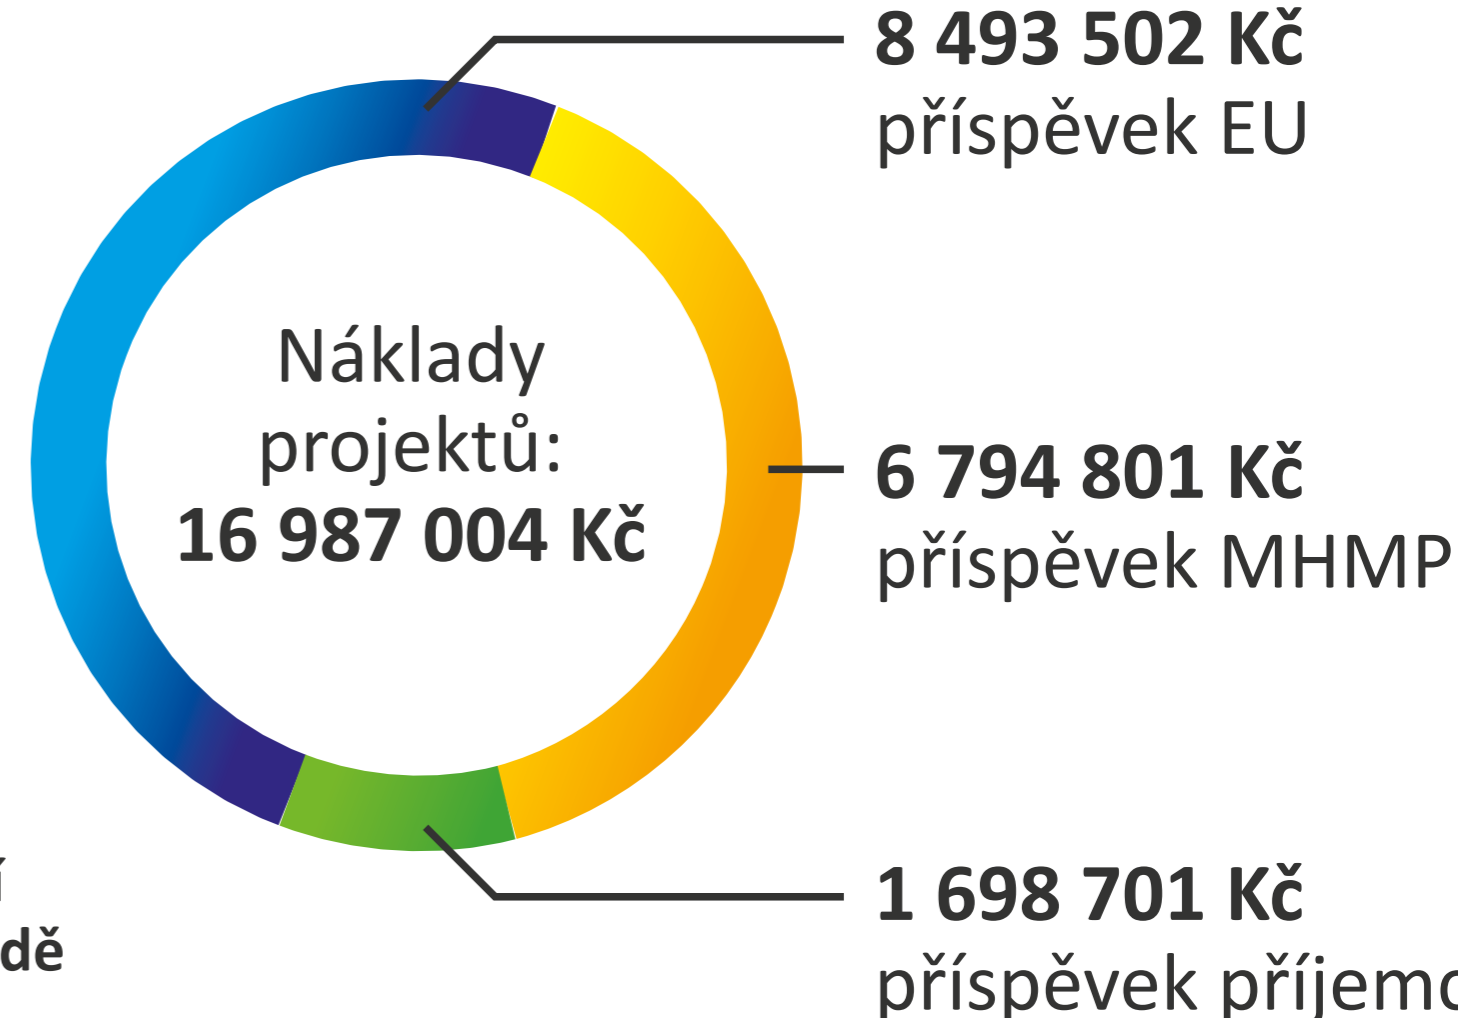 8 493 502 Kč
příspěvek EU
Náklady
projektů:
16 987 004 Kč
6 794 801 Kč
příspěvek MHMP
1 698 701 Kč
příspěvek